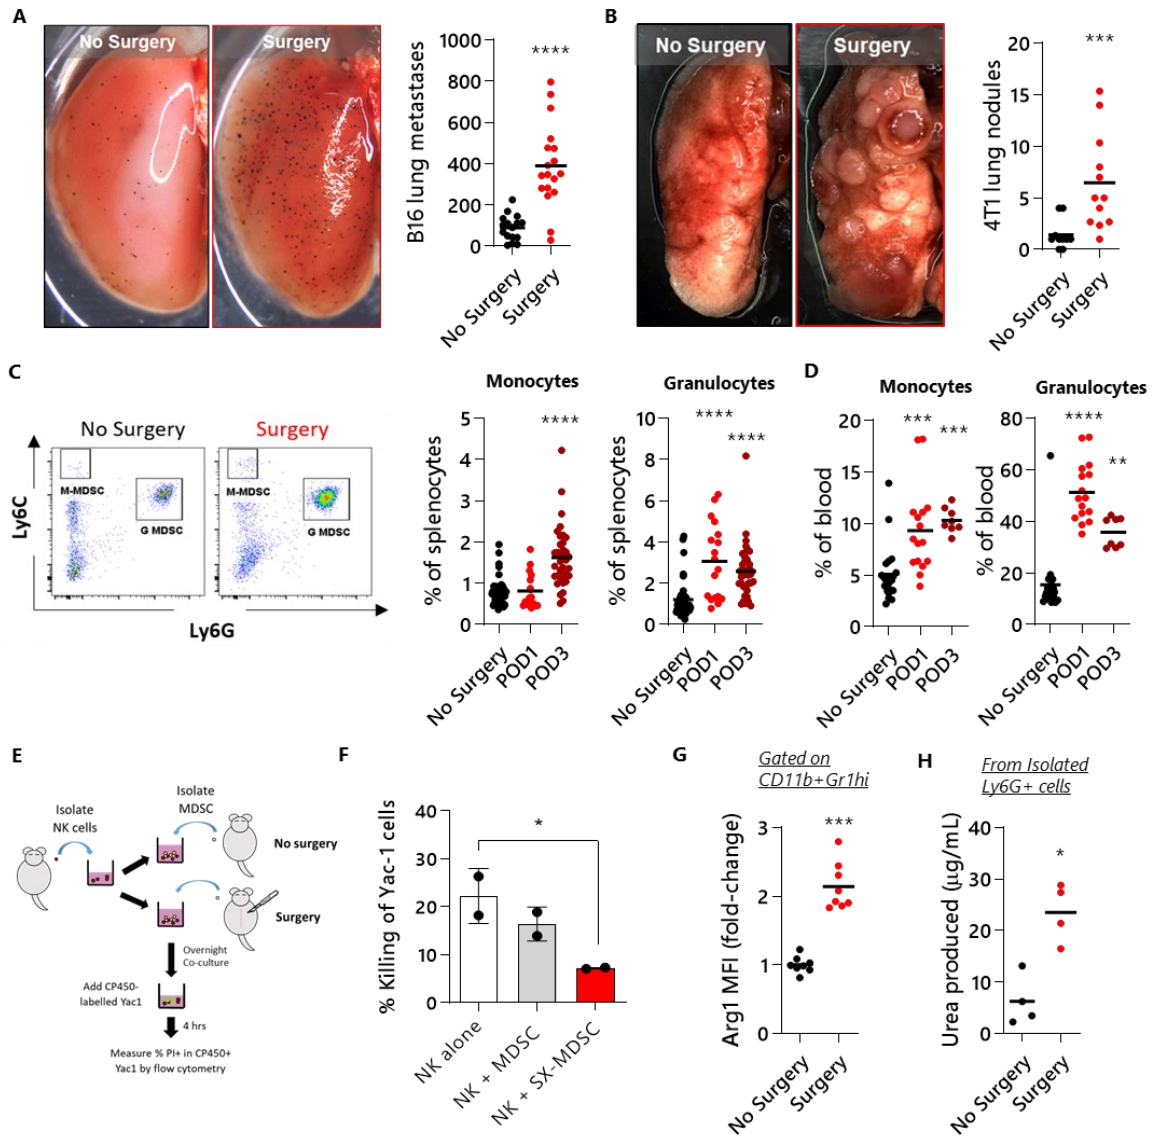 A
No Surgery
Surgery
B16 lung metastases
1000
800
600
400
200
0
****
No Surgery
Surgery
B
No Surgery
Surgery
4T1 lung nodules
20
15
10
5
0
***
No Surgery
Surgery
C
No Surgery
Surgery
Ly6C
M-MDSC
G MDSC
M-MDSC
G MDSC
Ly6G
Monocytes
% of splenocytes
5
4
3
2
1
0
****
No Surgery
POD1
POD3
Granulocytes
% of splenocytes
10
8
6
4
2
0
****
****
No Surgery
POD1
POD3
D
Monocytes
% of blood
20
15
10
5
0
***
***
No Surgery
POD1
POD3
Granulocytes
% of blood
80
60
40
20
0
****
**
No Surgery
POD1
POD3
E
Isolate
NK cells
Isolate
MDSC
No surgery
Surgery
Overnight
Co-culture
Add CP450-
labelled Yac1
4 hrs
Measure % PI+ in CP450+
Yac1 by flow cytometry
F
% Killing of Yac-1 cells
40
30
20
10
0
*
NK alone
NK + MDSC
NK + SX-MDSC
G
Gated on
CD11b+Gr1hi
Arg1 MFI (fold-change)
3
2
1
0
***
No Surgery
Surgery
H
From Isolated
Ly6G+ cells
Urea produced (µg/mL)
40
30
20
10
0
*
No Surgery
Surgery